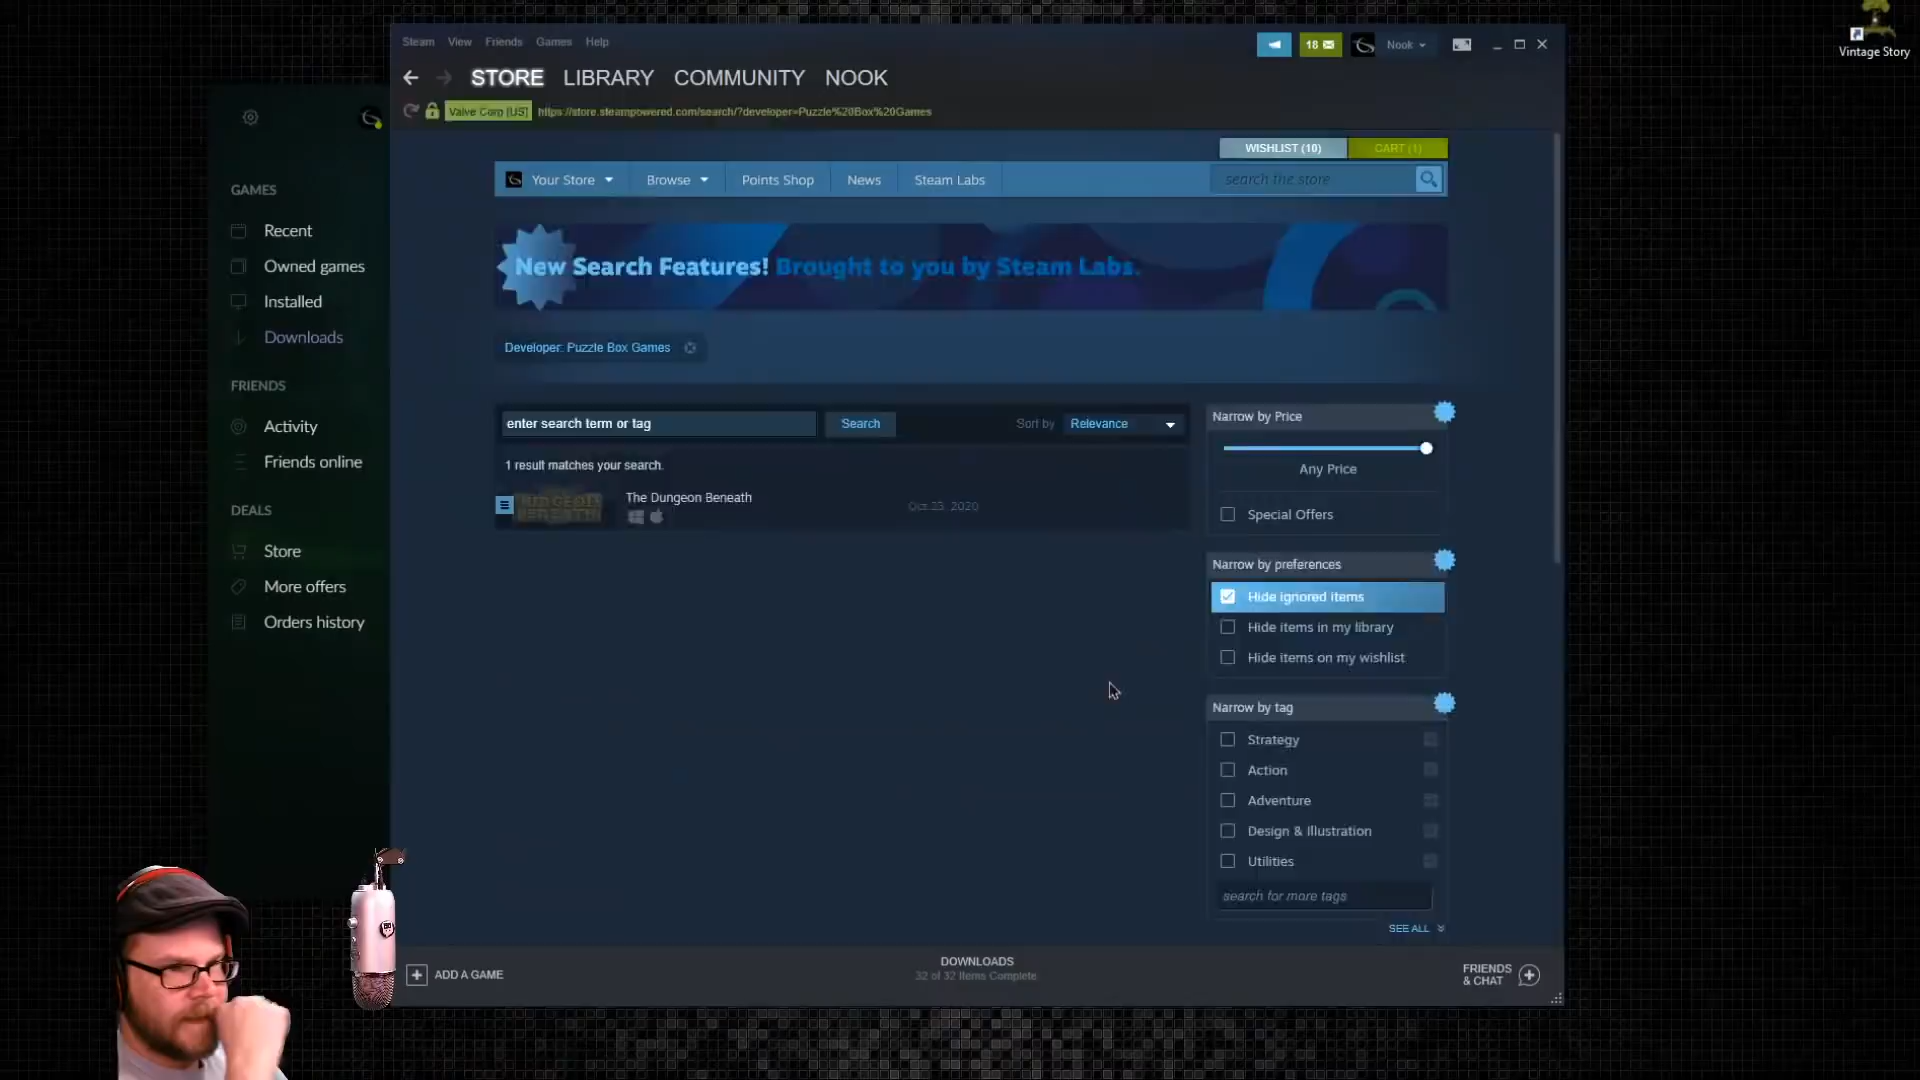 Vintage Story
Steam View Friends Games Help
18
Nook
STORE LIBRARY COMMUNITY NOOK
Valve Corp [US] https://store.steampowered.com/search/?developer=Puzzle%20Box%20Games
WISHLIST (10) CART (1)
Your Store Browse Points Shop News Steam Labs search the store
New Search Features! Brought to you by Steam Labs.
Developer: Puzzle Box Games
enter search term or tag Search Sort by Relevance
1 result matches your search.
The Dungeon Beneath
Oct 23, 2020
Narrow by Price
Any Price
Special Offers
Narrow by preferences
Hide ignored items
Hide items in my library
Hide items on my wishlist
Narrow by tag
Strategy
Action
Adventure
Design & Illustration
Utilities
search for more tags
SEE ALL
GAMES
Recent
Owned games
Installed
Downloads
FRIENDS
Activity
Friends online
DEALS
Store
More offers
Orders history
ADD A GAME
DOWNLOADS
32 of 32 Items Complete
FRIENDS
& CHAT